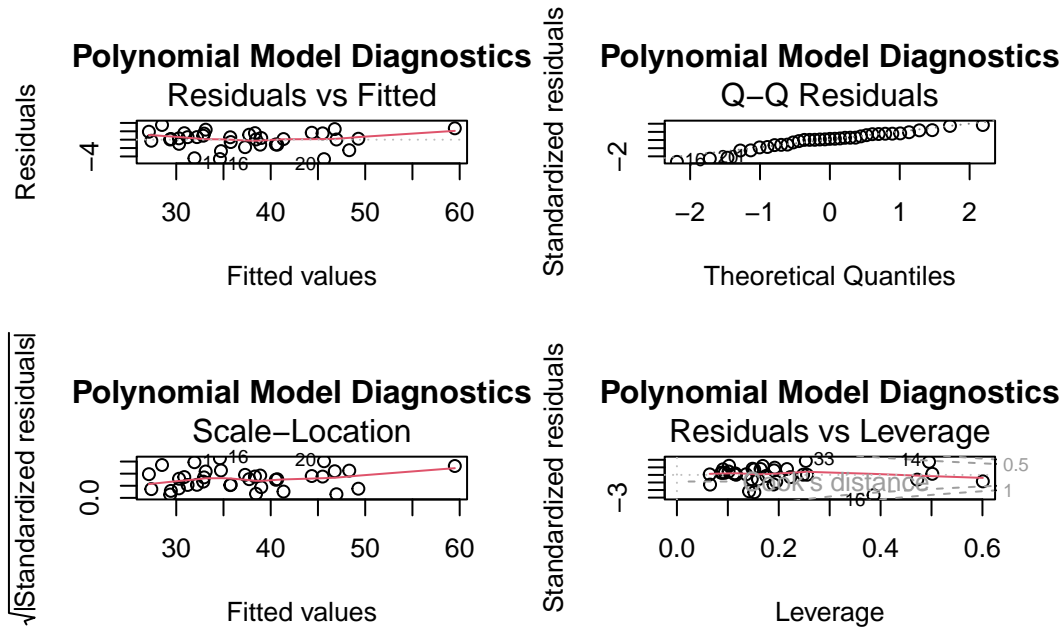 Polynomial Model Diagnostics
Residuals vs Fitted
Residuals
−4
16
20
30 40 50 60
Fitted values
Polynomial Model Diagnostics
Q−Q Residuals
Standardized residuals
−2
16
−2 −1 0 1 2
Theoretical Quantiles
Polynomial Model Diagnostics
Scale−Location
√|Standardized residuals|
0.0
16
20
30 40 50 60
Fitted values
Polynomial Model Diagnostics
Residuals vs Leverage
Standardized residuals
−3
33
14
16
0.5
1
Cook's distance
0.0 0.2 0.4 0.6
Leverage